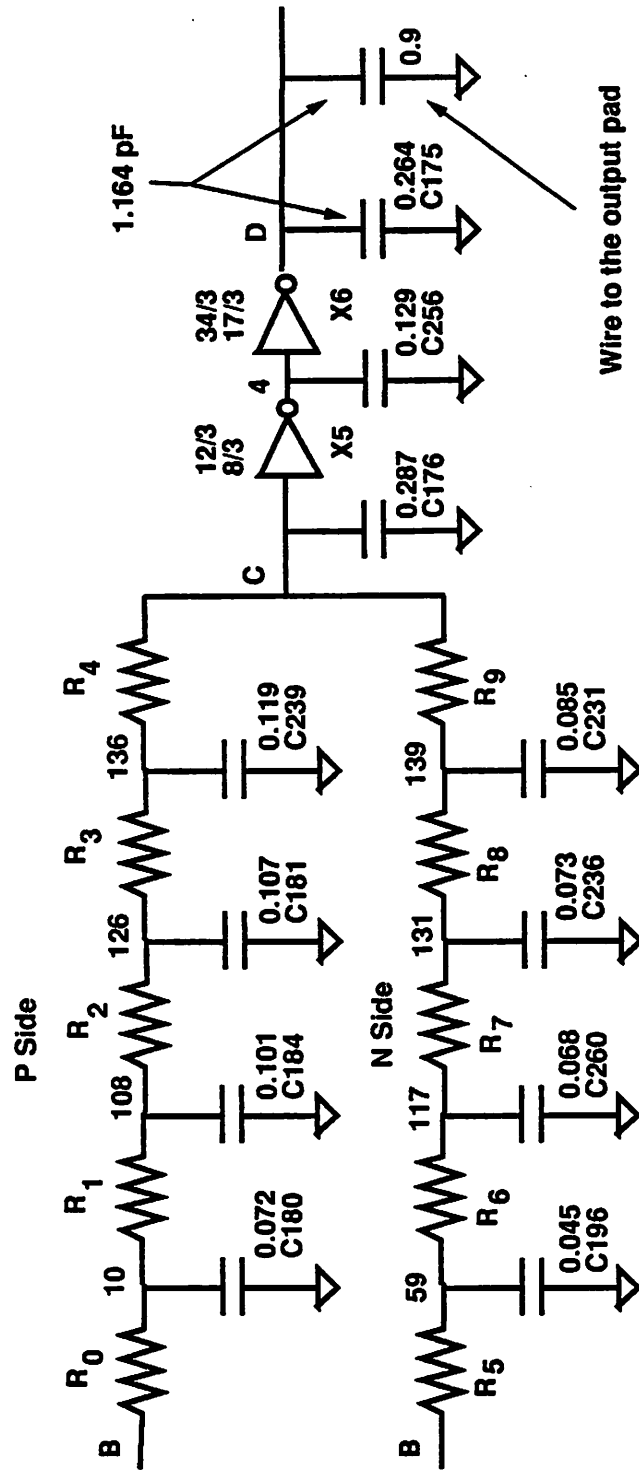 P Side
B
R0
10
0.072
C180
R1
108
0.101
C184
R2
126
0.107
C181
R3
136
0.119
C239
R4
N Side
B
R5
59
0.045
C196
R6
117
0.068
C260
R7
131
0.073
C236
R8
139
0.085
C231
R9
C
0.287
C176
12/3
8/3
X5
4
0.129
C256
34/3
17/3
X6
D
1.164 pF
0.264
C175
0.9
Wire to the output pad